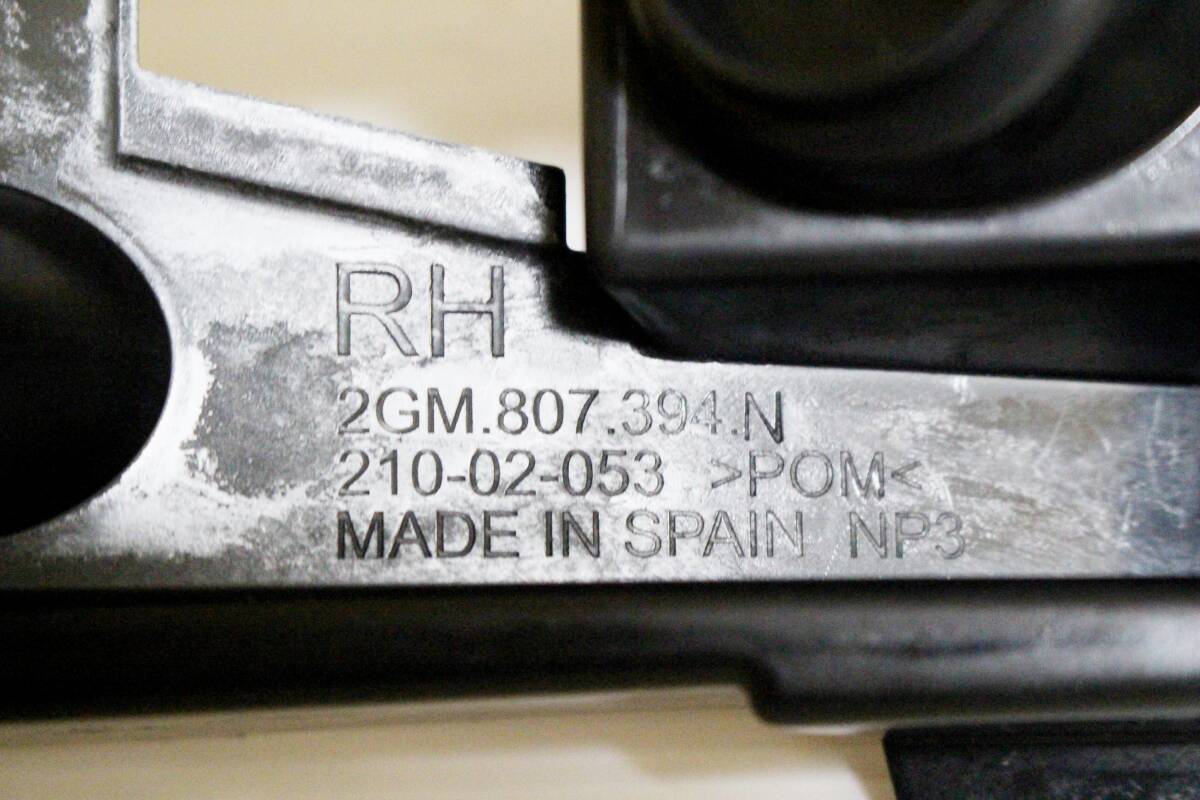 RH
2GM.807.394.N
210-02-053 >POM<
MADE IN SPAIN NP3